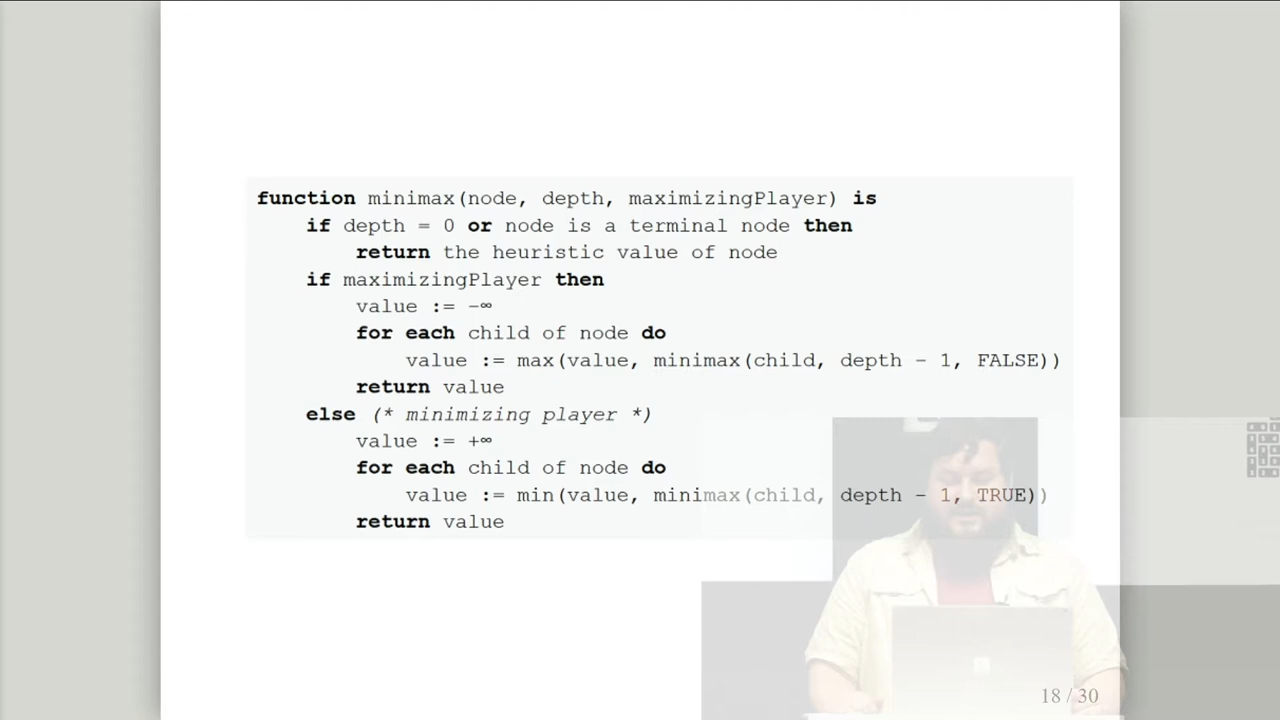 function minimax(node, depth, maximizingPlayer) is
if depth = 0 or node is a terminal node then
return the heuristic value of node
if maximizingPlayer then
value := −∞
for each child of node do
value := max(value, minimax(child, depth − 1, FALSE))
return value
else (* minimizing player *)
value := +∞
for each child of node do
value := min(value, minimax(child, depth − 1, TRUE))
return value
18 / 30